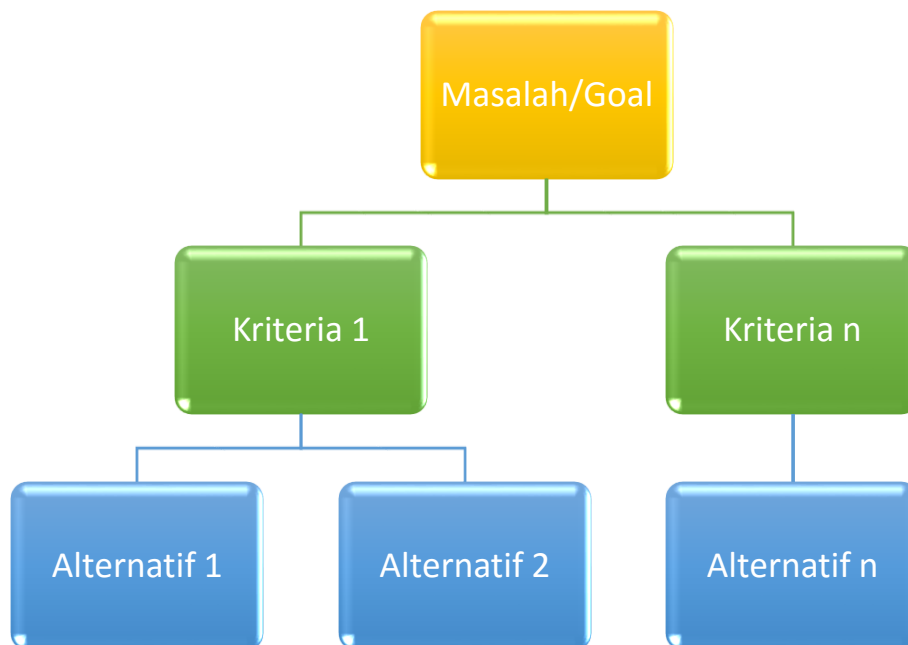 Masalah/Goal
Kriteria 1
Kriteria n
Alternatif 1
Alternatif 2
Alternatif n